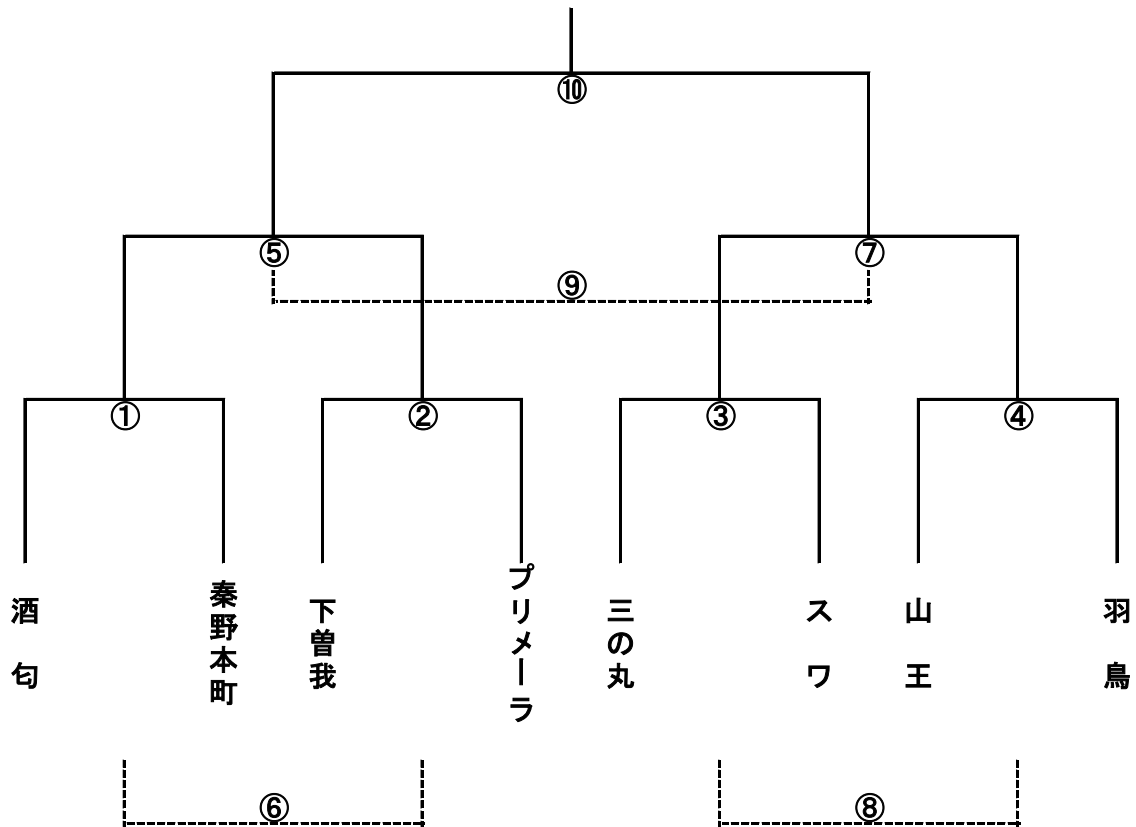 ⑩
⑤
⑦
⑨
①
②
③
④
酒匂
秦野本町
下曽我
プリメーラ
三の丸
スワ
山王
羽鳥
⑥
⑧